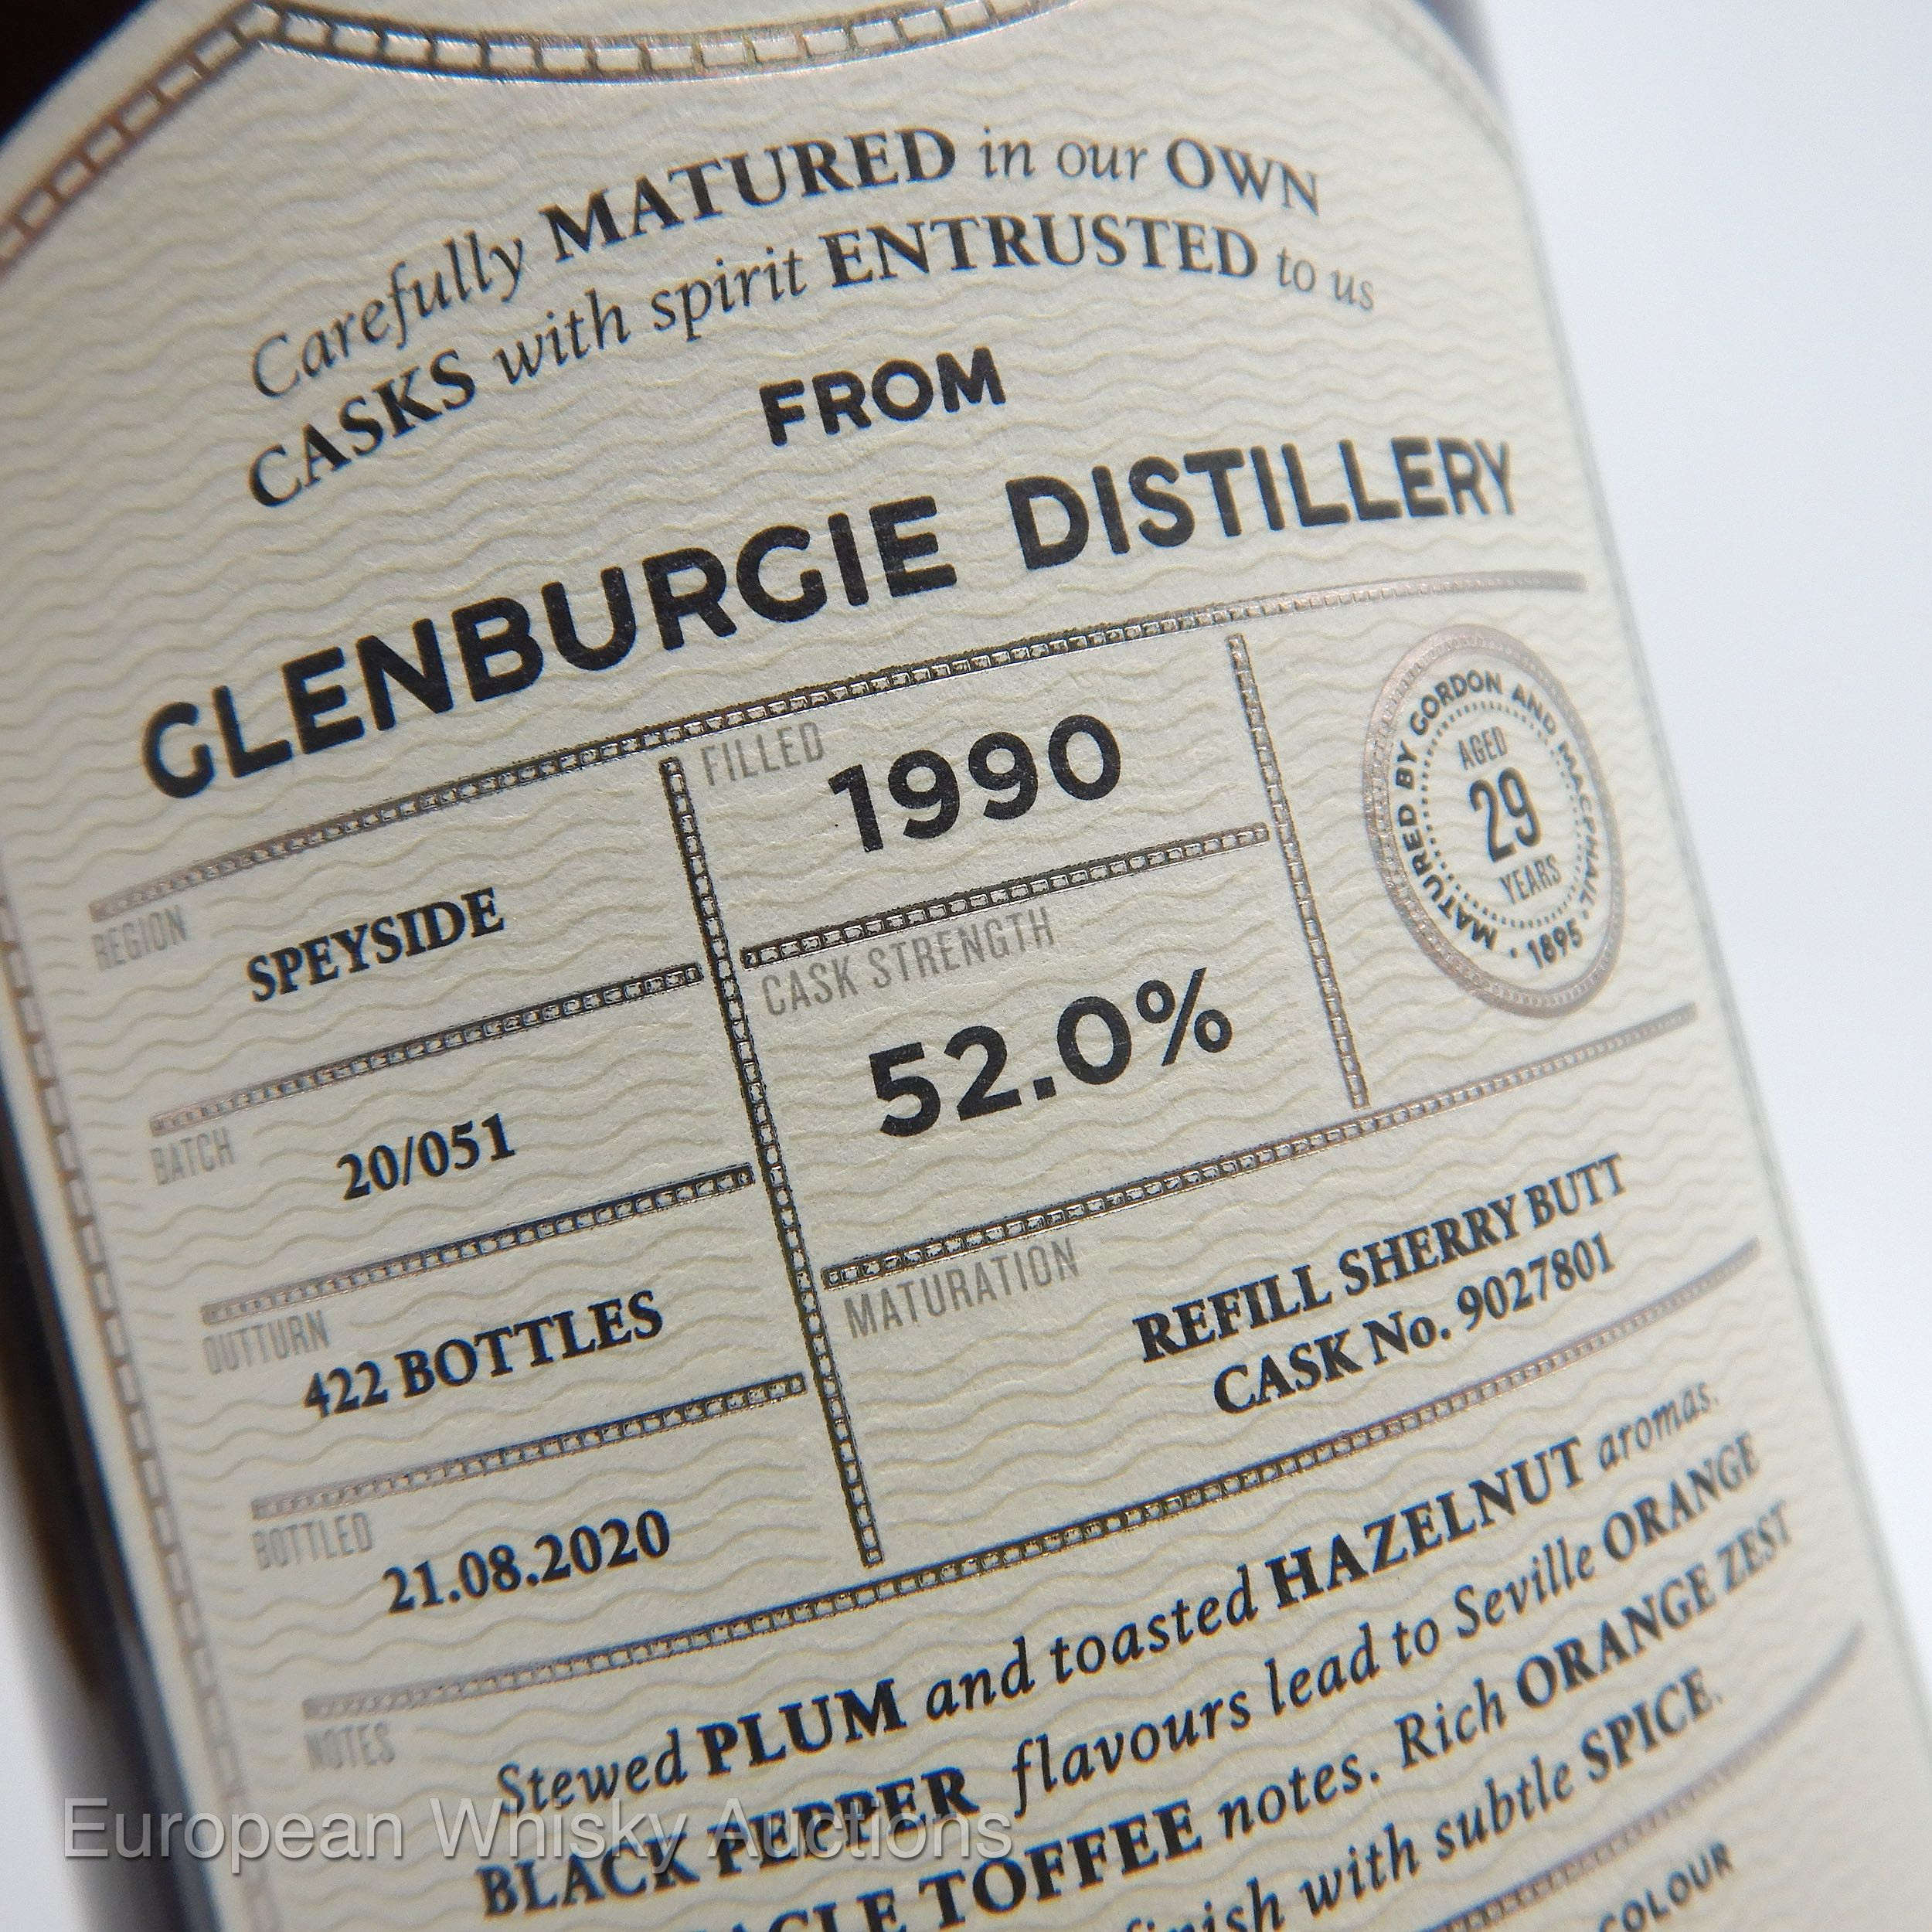 Carefully MATURED in our OWN
CASKS with spirit ENTRUSTED to us
FROM
GLENBURGIE DISTILLERY
REGION
SPEYSIDE
BATCH
20/051
OUTTURN
422 BOTTLES
BOTTLED
21.08.2020
FILLED
1990
CASK STRENGTH
52.0%
MATURED BY GORDON AND MACPHAIL · 1895 ·
AGED
29
YEARS
MATURATION
REFILL SHERRY BUTT
CASK No. 9027801
NOTES
Stewed PLUM and toasted HAZELNUT aromas.
BLACK PEPPER flavours lead to Seville ORANGE
TOFFEE notes. Rich ORANGE ZEST
finish with subtle SPICE.
COLOUR
European Whisky Auctions